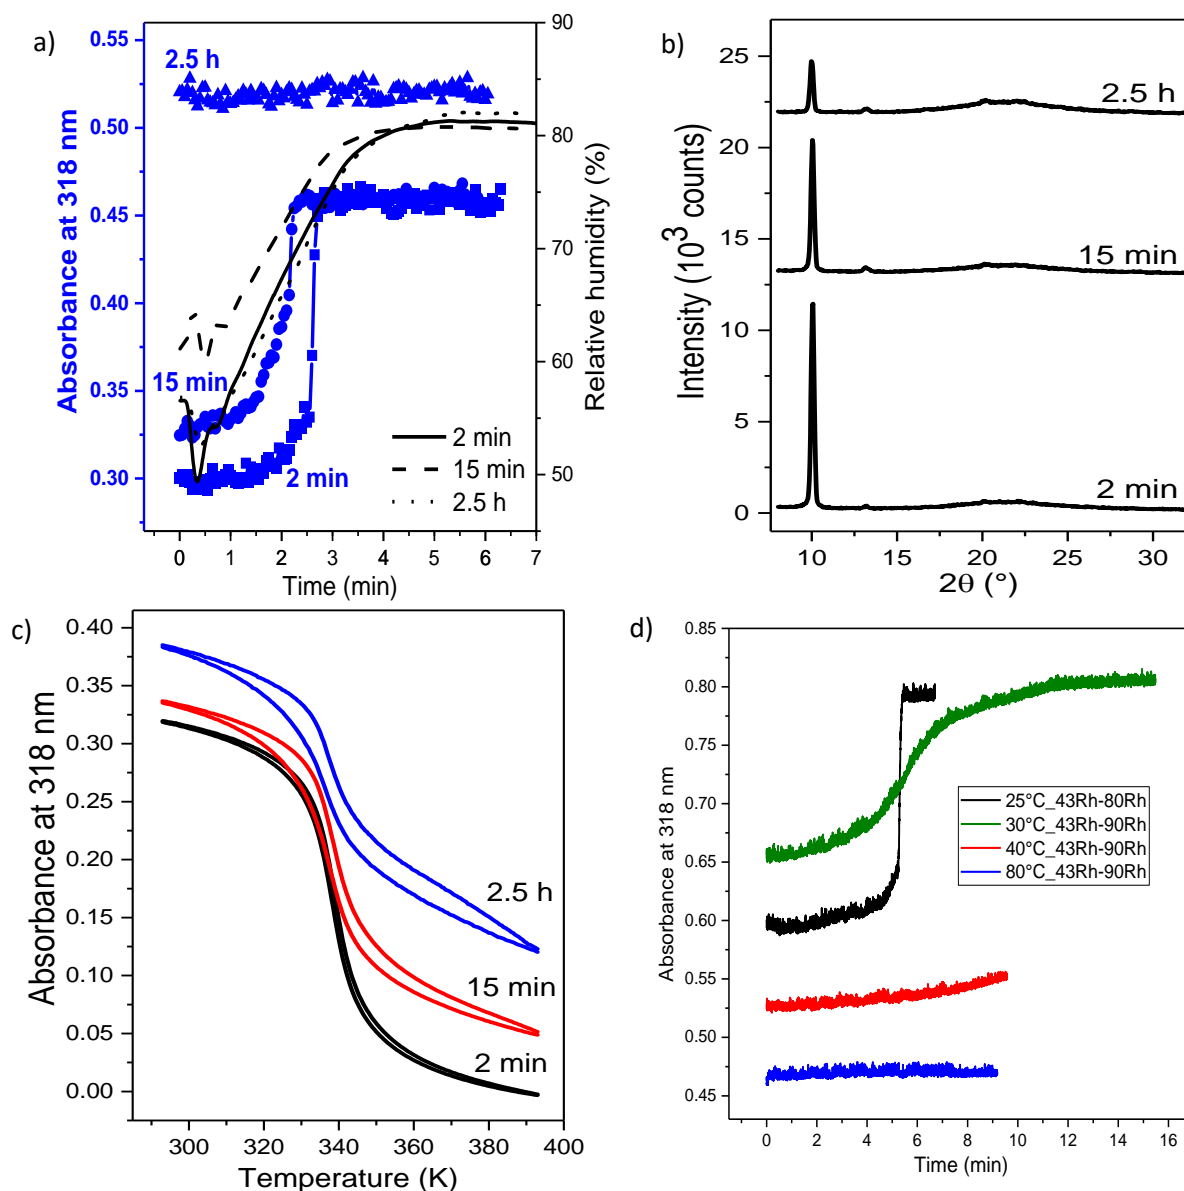 a)
0.55
0.50
0.45
0.40
0.35
0.30
Absorbance at 318 nm
2.5 h
15 min
2 min
90
80
70
60
50
Relative humidity (%)
2 min
15 min
2.5 h
0 1 2 3 4 5 6 7
Time (min)
b)
25
20
15
10
5
0
Intensity (10³ counts)
2.5 h
15 min
2 min
10 15 20 25 30
2θ (°)
c)
0.40
0.35
0.30
0.25
0.20
0.15
0.10
0.05
0.00
Absorbance at 318 nm
2.5 h
15 min
2 min
300 320 340 360 380 400
Temperature (K)
d)
0.85
0.80
0.75
0.70
0.65
0.60
0.55
0.50
0.45
Absorbance at 318 nm
25°C_43Rh-80Rh
30°C_43Rh-90Rh
40°C_43Rh-90Rh
80°C_43Rh-90Rh
0 2 4 6 8 10 12 14 16
Time (min)